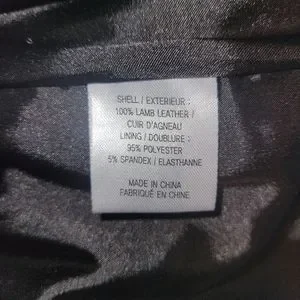 SHELL / EXTERIEUR :
100% LAMB LEATHER /
CUIR D'AGNEAU
LINING / DOUBLURE :
95% POLYESTER
5% SPANDEX / ELASTHANNE
MADE IN CHINA
FABRIQUÉ EN CHINE